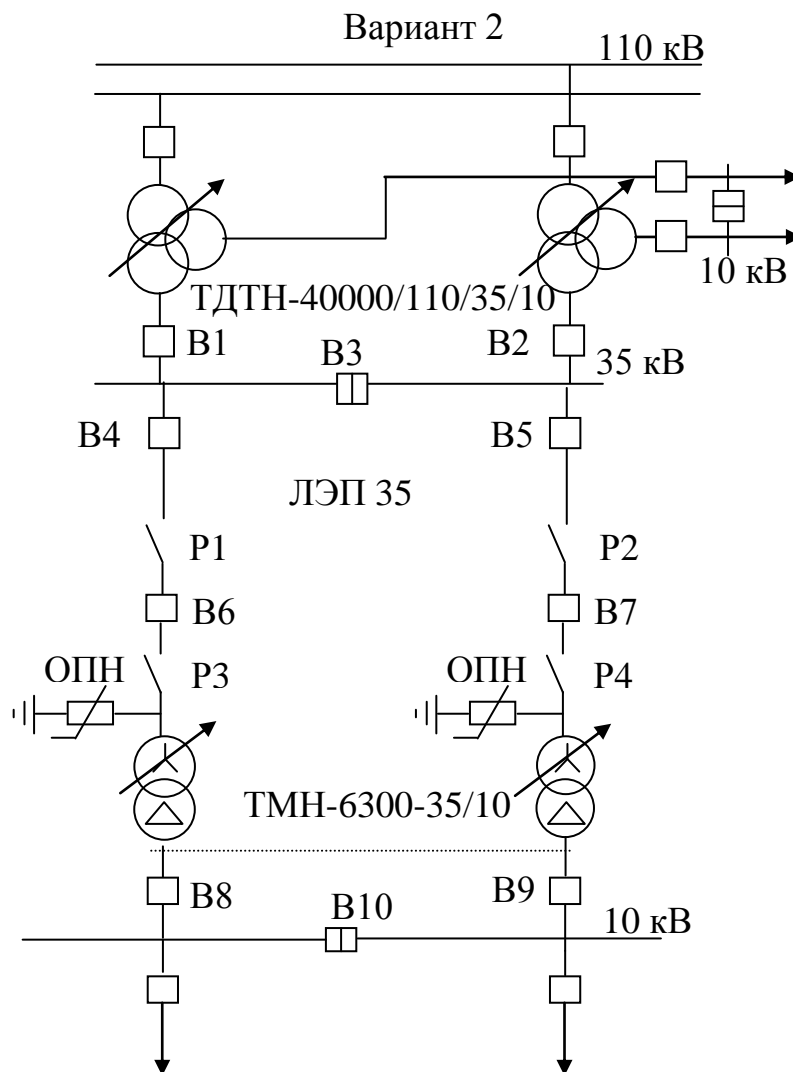 Вариант 2
110 кВ
10 кВ
ТДТН-40000/110/35/10
В1
В2
В3
35 кВ
В4
В5
ЛЭП 35
Р1
Р2
В6
В7
ОПН
Р3
ОПН
Р4
ТМН-6300-35/10
В8
В9
В10
10 кВ